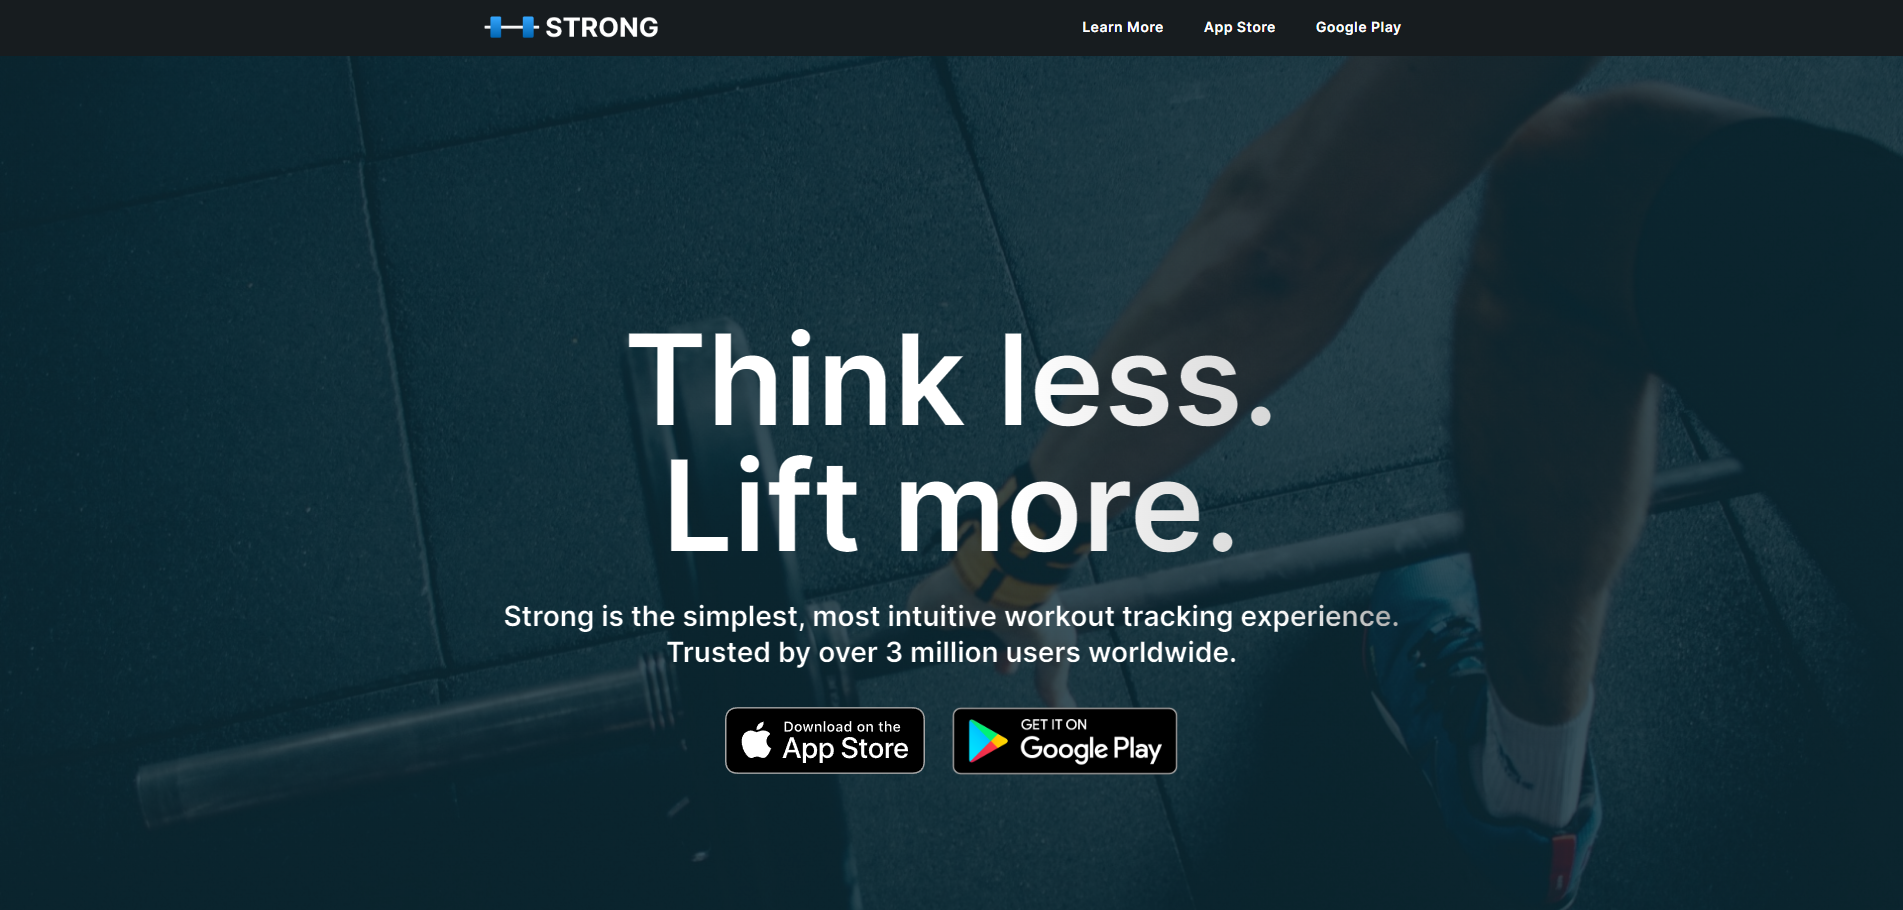 STRONG
Learn More
App Store
Google Play
Think less.
Lift more.
Strong is the simplest, most intuitive workout tracking experience.
Trusted by over 3 million users worldwide.
Download on the
App Store
GET IT ON
Google Play